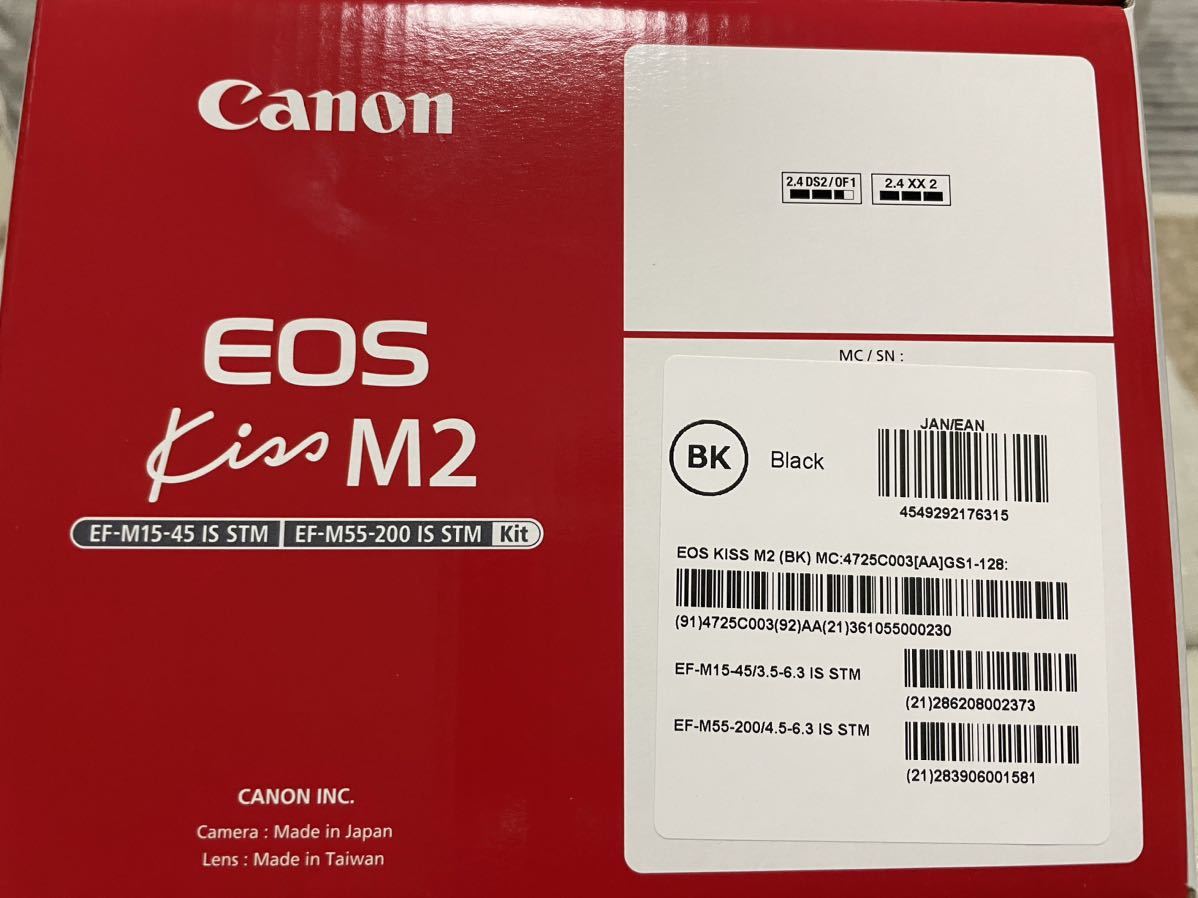 Canon
EOS
Kiss M2
EF-M15-45 IS STM | EF-M55-200 IS STM Kit
CANON INC.
Camera : Made in Japan
Lens : Made in Taiwan
2.4 DS2/OF1
2.4 XX 2
MC / SN :
BK Black
JAN/EAN
4549292176315
EOS KISS M2 (BK) MC:4725C003[AA]GS1-128:
(91)4725C003(92)AA(21)361055000230
EF-M15-45/3.5-6.3 IS STM
(21)286208002373
EF-M55-200/4.5-6.3 IS STM
(21)283906001581